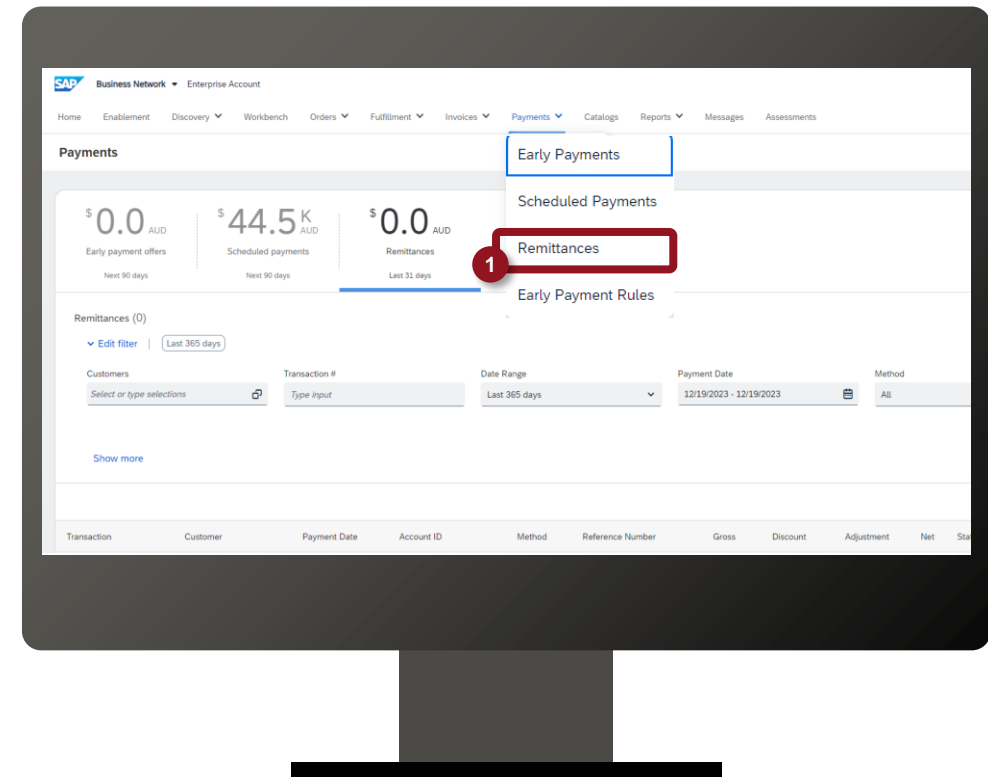 SAP Business Network Enterprise Account
Home Enablement Discovery Workbench Orders Fulfillment Invoices Payments Catalogs Reports Messages Assessments
Payments
Early Payments
Scheduled Payments
Remittances
Early Payment Rules
1
$0.0 AUD
Early payment offers
Next 90 days
$44.5 K AUD
Scheduled payments
Next 90 days
$0.0 AUD
Remittances
Last 31 days
Remittances (0)
Edit filter | Last 365 days
Customers Transaction # Date Range Payment Date Method
Select or type selections Type input Last 365 days 12/19/2023 - 12/19/2023 All
Show more
Transaction Customer Payment Date Account ID Method Reference Number Gross Discount Adjustment Net Stat